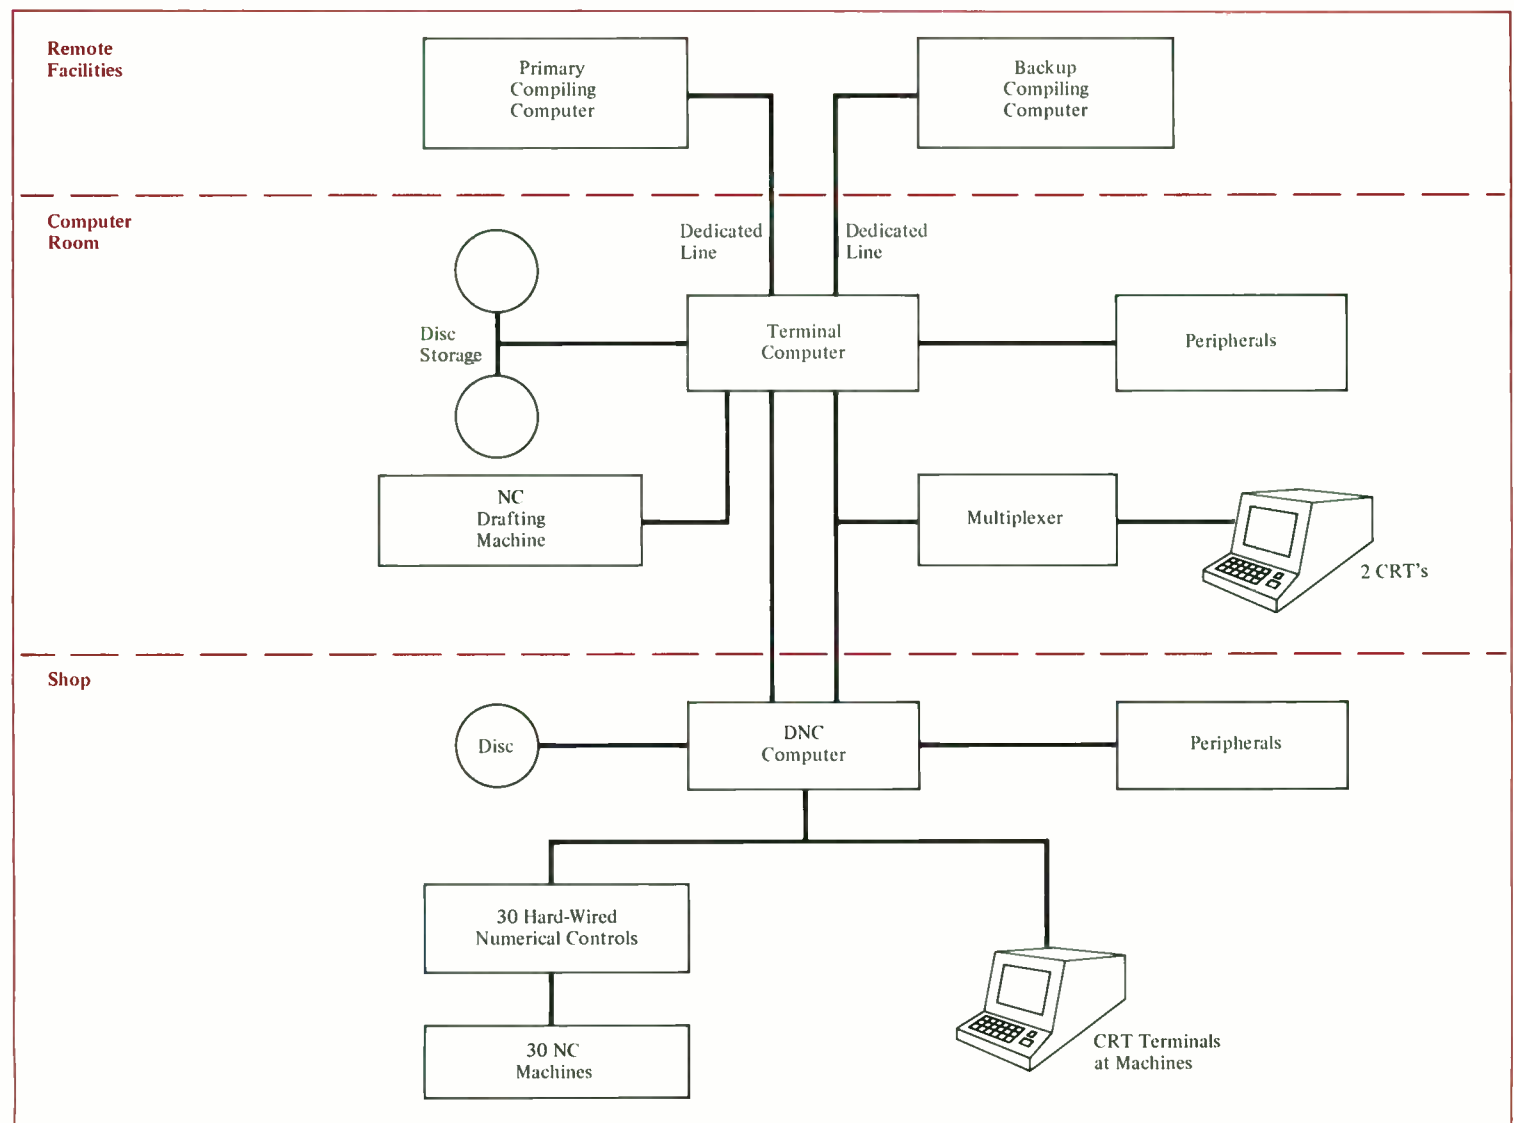 Remote
Facilities
Primary
Compiling
Computer
Backup
Compiling
Computer
Computer
Room
Dedicated
Line
Dedicated
Line
Disc
Storage
Terminal
Computer
Peripherals
NC
Drafting
Machine
Multiplexer
2 CRT's
Shop
Disc
DNC
Computer
Peripherals
30 Hard-Wired
Numerical Controls
30 NC
Machines
CRT Terminals
at Machines